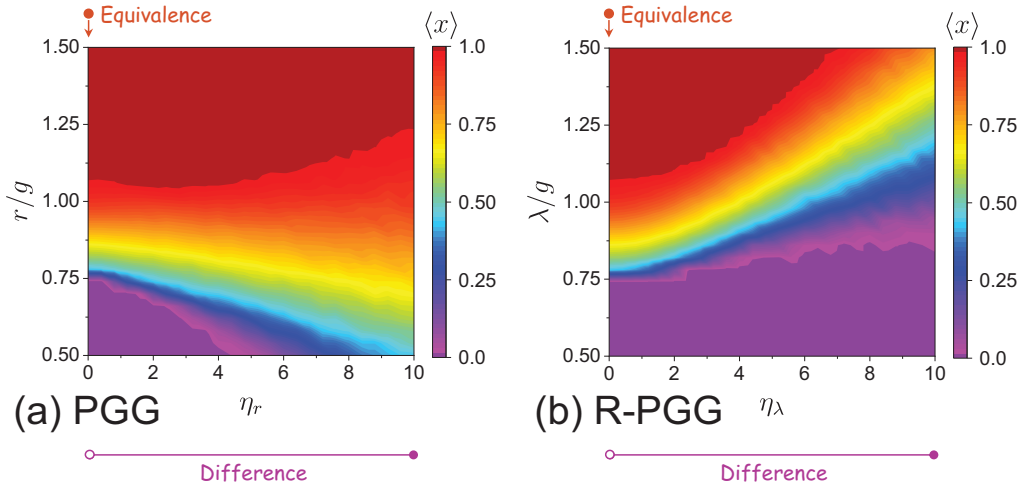 Equivalence
⟨x⟩
1.50
1.25
1.00
0.75
0.50
r/g
1.0
0.75
0.50
0.25
0.0
0 2 4 6 8 10
(a) PGG
η_r
Difference
Equivalence
⟨x⟩
1.50
1.25
1.00
0.75
0.50
λ/g
1.0
0.75
0.50
0.25
0.0
0 2 4 6 8 10
(b) R-PGG
η_λ
Difference